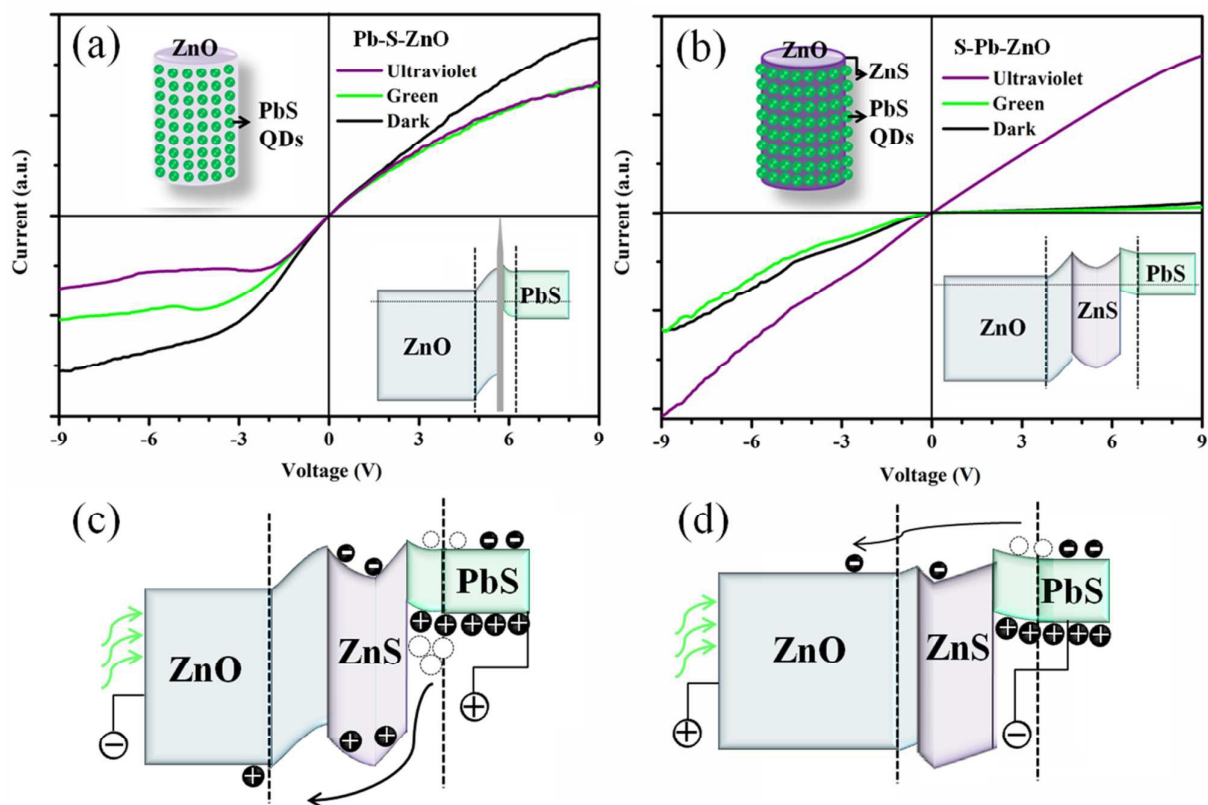 (a)
ZnO
Pb-S-ZnO
Ultraviolet
Green
Dark
PbS
QDs
Current (a.u.)
ZnO
PbS
-9 -6 -3 0 3 6 9
Voltage (V)
(b)
ZnO
S-Pb-ZnO
ZnS
Ultraviolet
Green
Dark
PbS
QDs
Current (a.u.)
ZnO
ZnS
PbS
-9 -6 -3 0 3 6 9
Voltage (V)
(c)
ZnO
ZnS
PbS
(d)
ZnO
ZnS
PbS